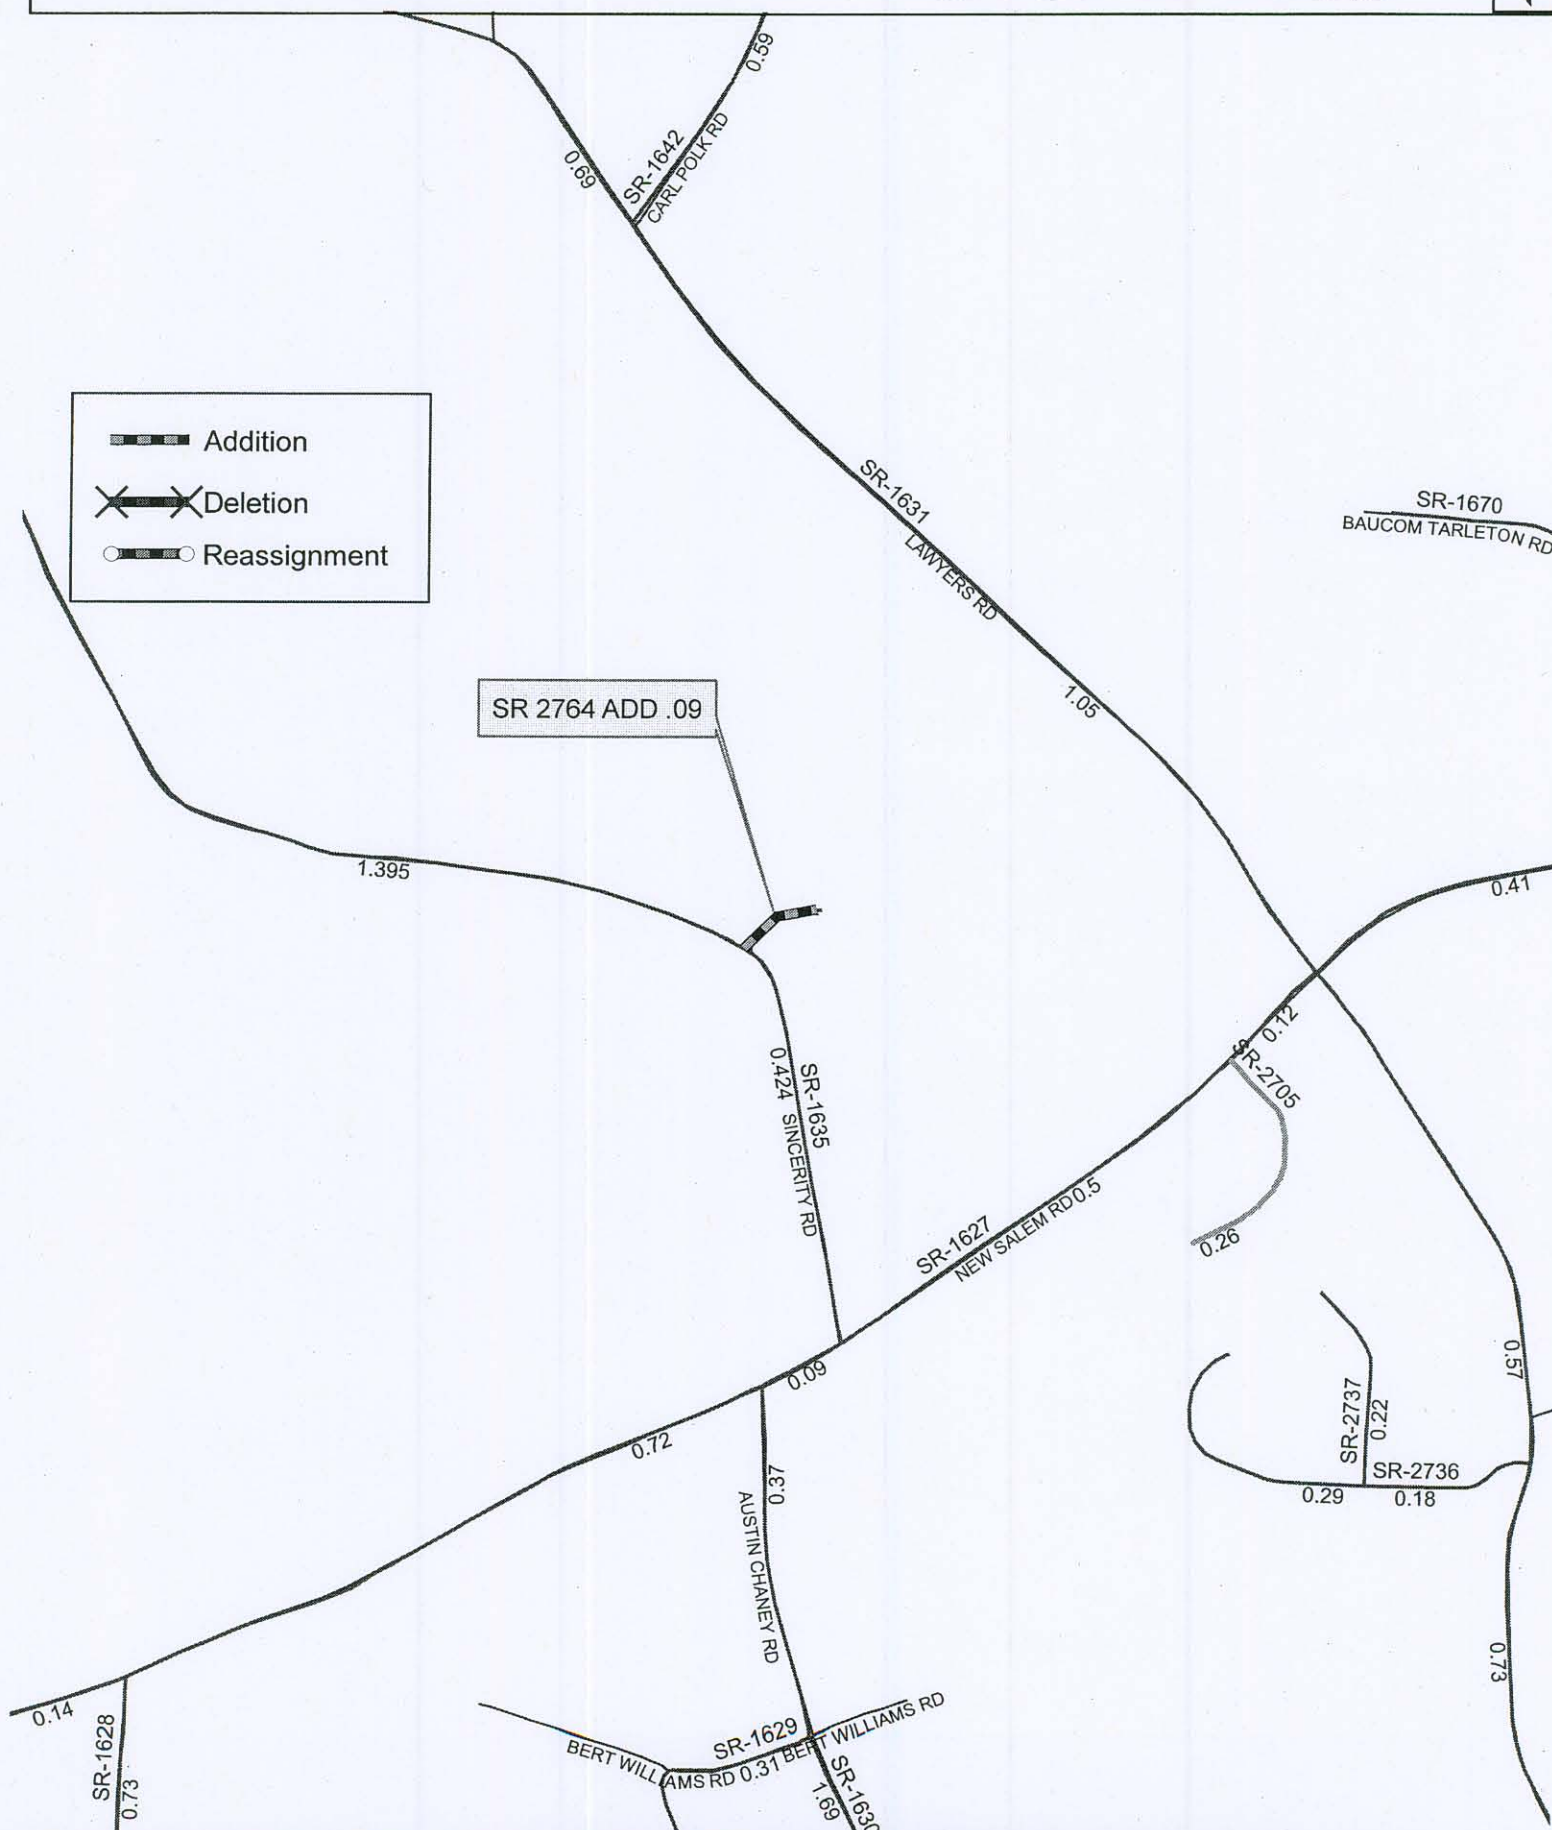 0.59
SR-1642
CARL POLK RD
0.69
Addition
Deletion
Reassignment
SR-1631
LAWYERS RD
SR-1670
BAUCOM TARLETON RD
SR 2764 ADD .09
1.05
1.395
0.41
0.12
SR-2705
SR-1635
0.424 SINCERITY RD
0.26
SR-1627
NEW SALEM RD 0.5
0.09
0.57
SR-2737
0.22
0.72
SR-2736
0.29
0.18
0.37
AUSTIN CHANEY RD
0.73
0.14
SR-1628
0.73
SR-1629
BERT WILLIAMS RD
BERT WILLIAMS RD 0.31
SR-1630
1.69